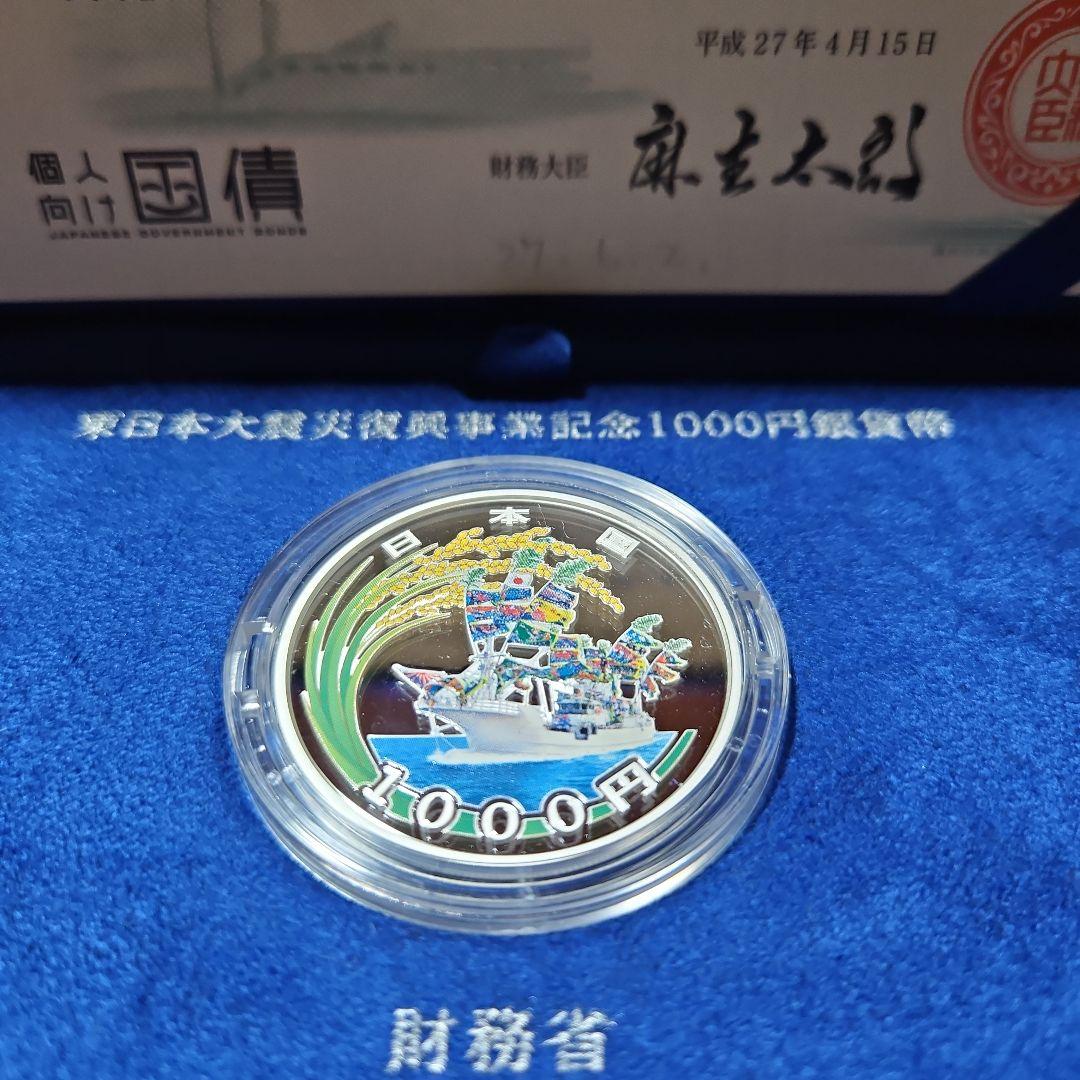 平成27年4月15日
財務大臣 麻生太郎
個人
向け 国債
JAPANESE GOVERNMENT BONDS
東日本大震災復興事業記念1000円銀貨幣
日本国
1000円
財務省